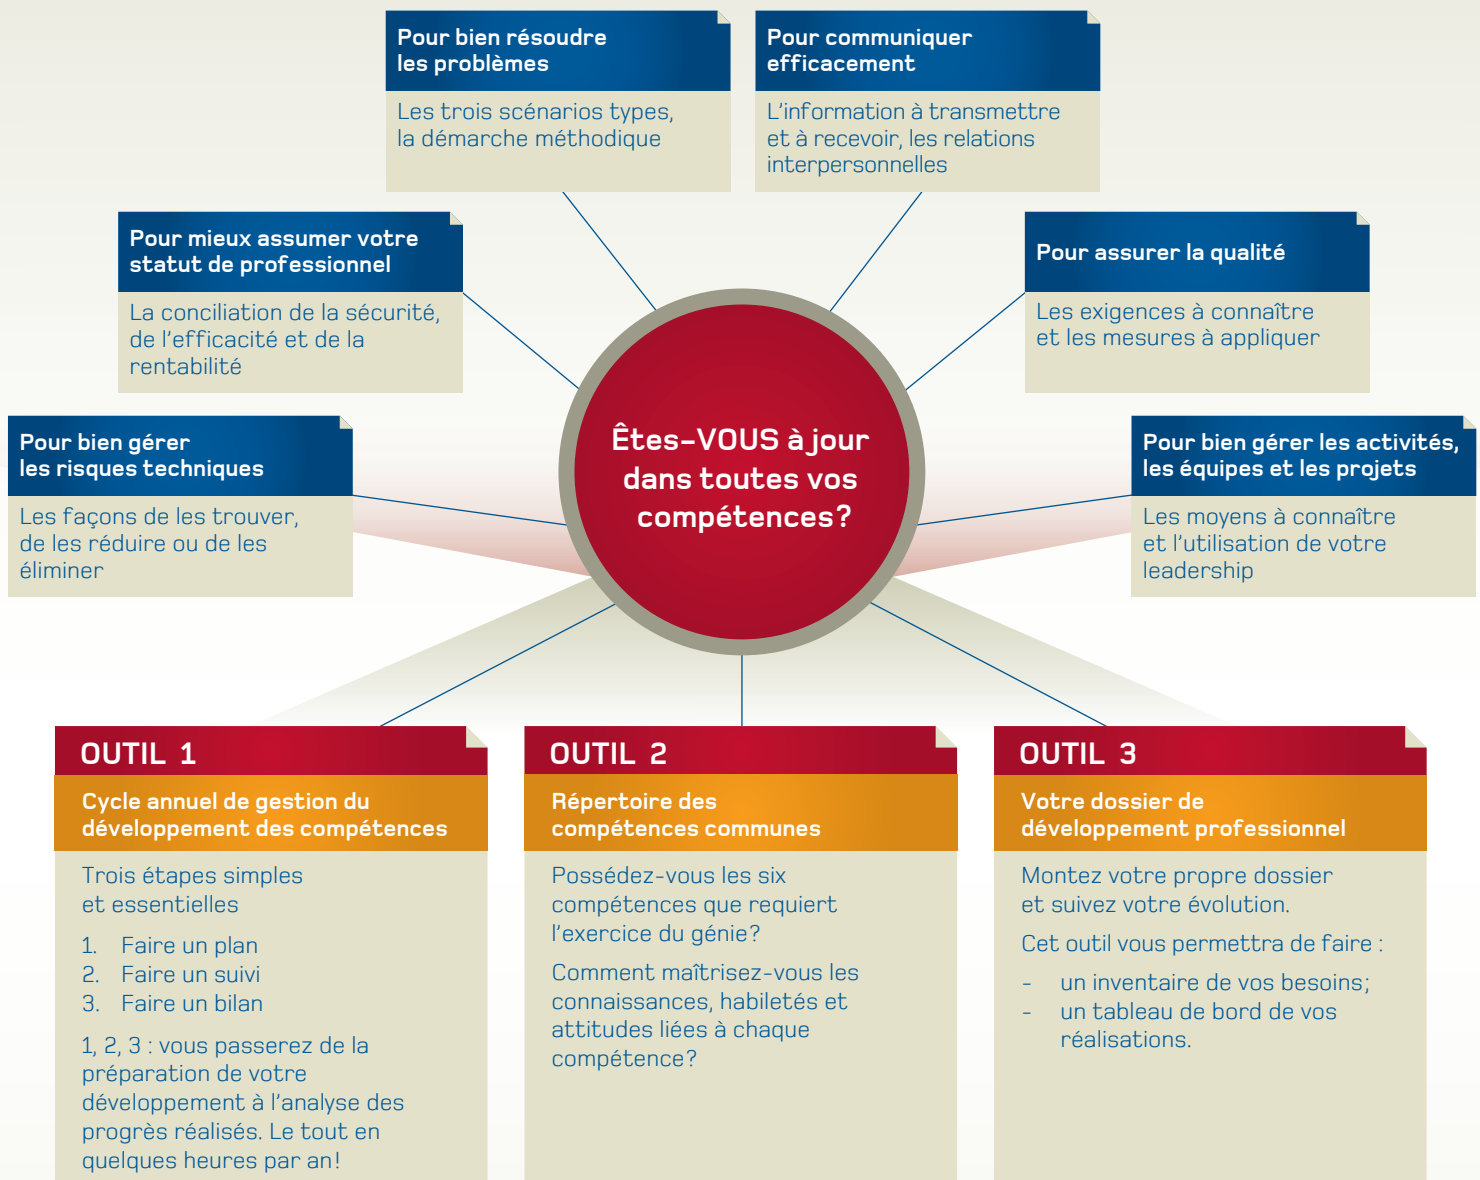 Pour bien résoudre
les problèmes
Les trois scénarios types,
la démarche méthodique
Pour communiquer
efficacement
L'information à transmettre
et à recevoir, les relations
interpersonnelles
Pour mieux assumer votre
statut de professionnel
La conciliation de la sécurité,
de l'efficacité et de la
rentabilité
Pour assurer la qualité
Les exigences à connaître
et les mesures à appliquer
Pour bien gérer
les risques techniques
Les façons de les trouver,
de les réduire ou de les
éliminer
Êtes-VOUS à jour
dans toutes vos
compétences?
Pour bien gérer les activités,
les équipes et les projets
Les moyens à connaître
et l'utilisation de votre
leadership
OUTIL 1
Cycle annuel de gestion du
développement des compétences
Trois étapes simples
et essentielles
1. Faire un plan
2. Faire un suivi
3. Faire un bilan
1, 2, 3 : vous passerez de la
préparation de votre
développement à l'analyse des
progrès réalisés. Le tout en
quelques heures par an!
OUTIL 2
Répertoire des
compétences communes
Possédez-vous les six
compétences que requiert
l'exercice du génie?
Comment maîtrisez-vous les
connaissances, habiletés et
attitudes liées à chaque
compétence?
OUTIL 3
Votre dossier de
développement professionnel
Montez votre propre dossier
et suivez votre évolution.
Cet outil vous permettra de faire :
- un inventaire de vos besoins;
- un tableau de bord de vos
réalisations.